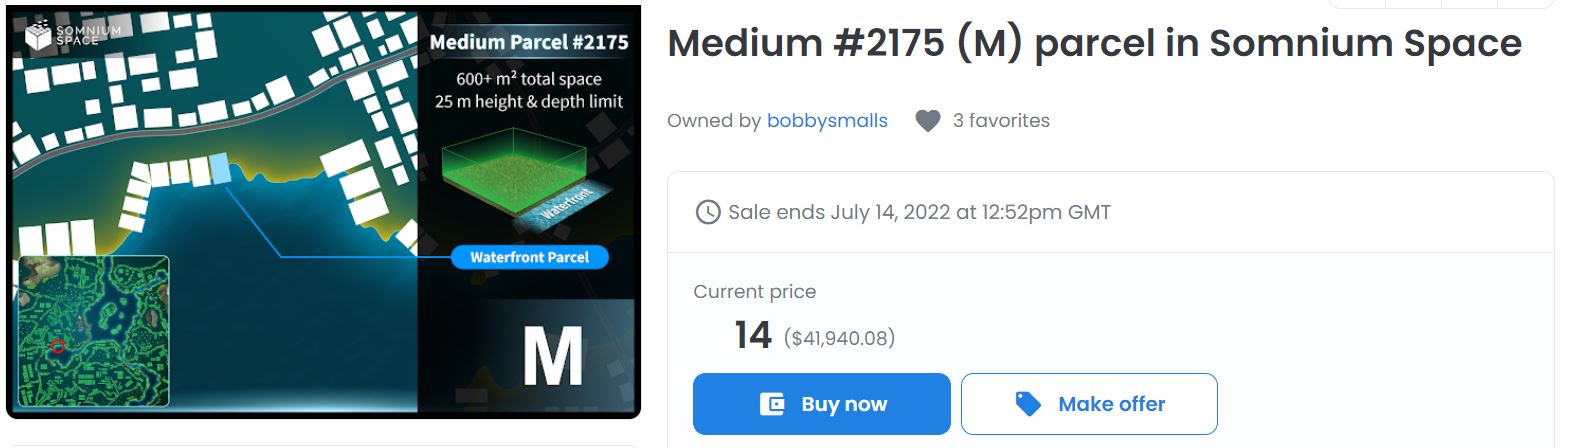 SOMNIUM
SPACE
Medium Parcel #2175
600+ m² total space
25 m height & depth limit
Waterfront
Waterfront Parcel
M
Medium #2175 (M) parcel in Somnium Space
Owned by bobbysmalls
3 favorites
Sale ends July 14, 2022 at 12:52pm GMT
Current price
14 ($41,940.08)
Buy now
Make offer